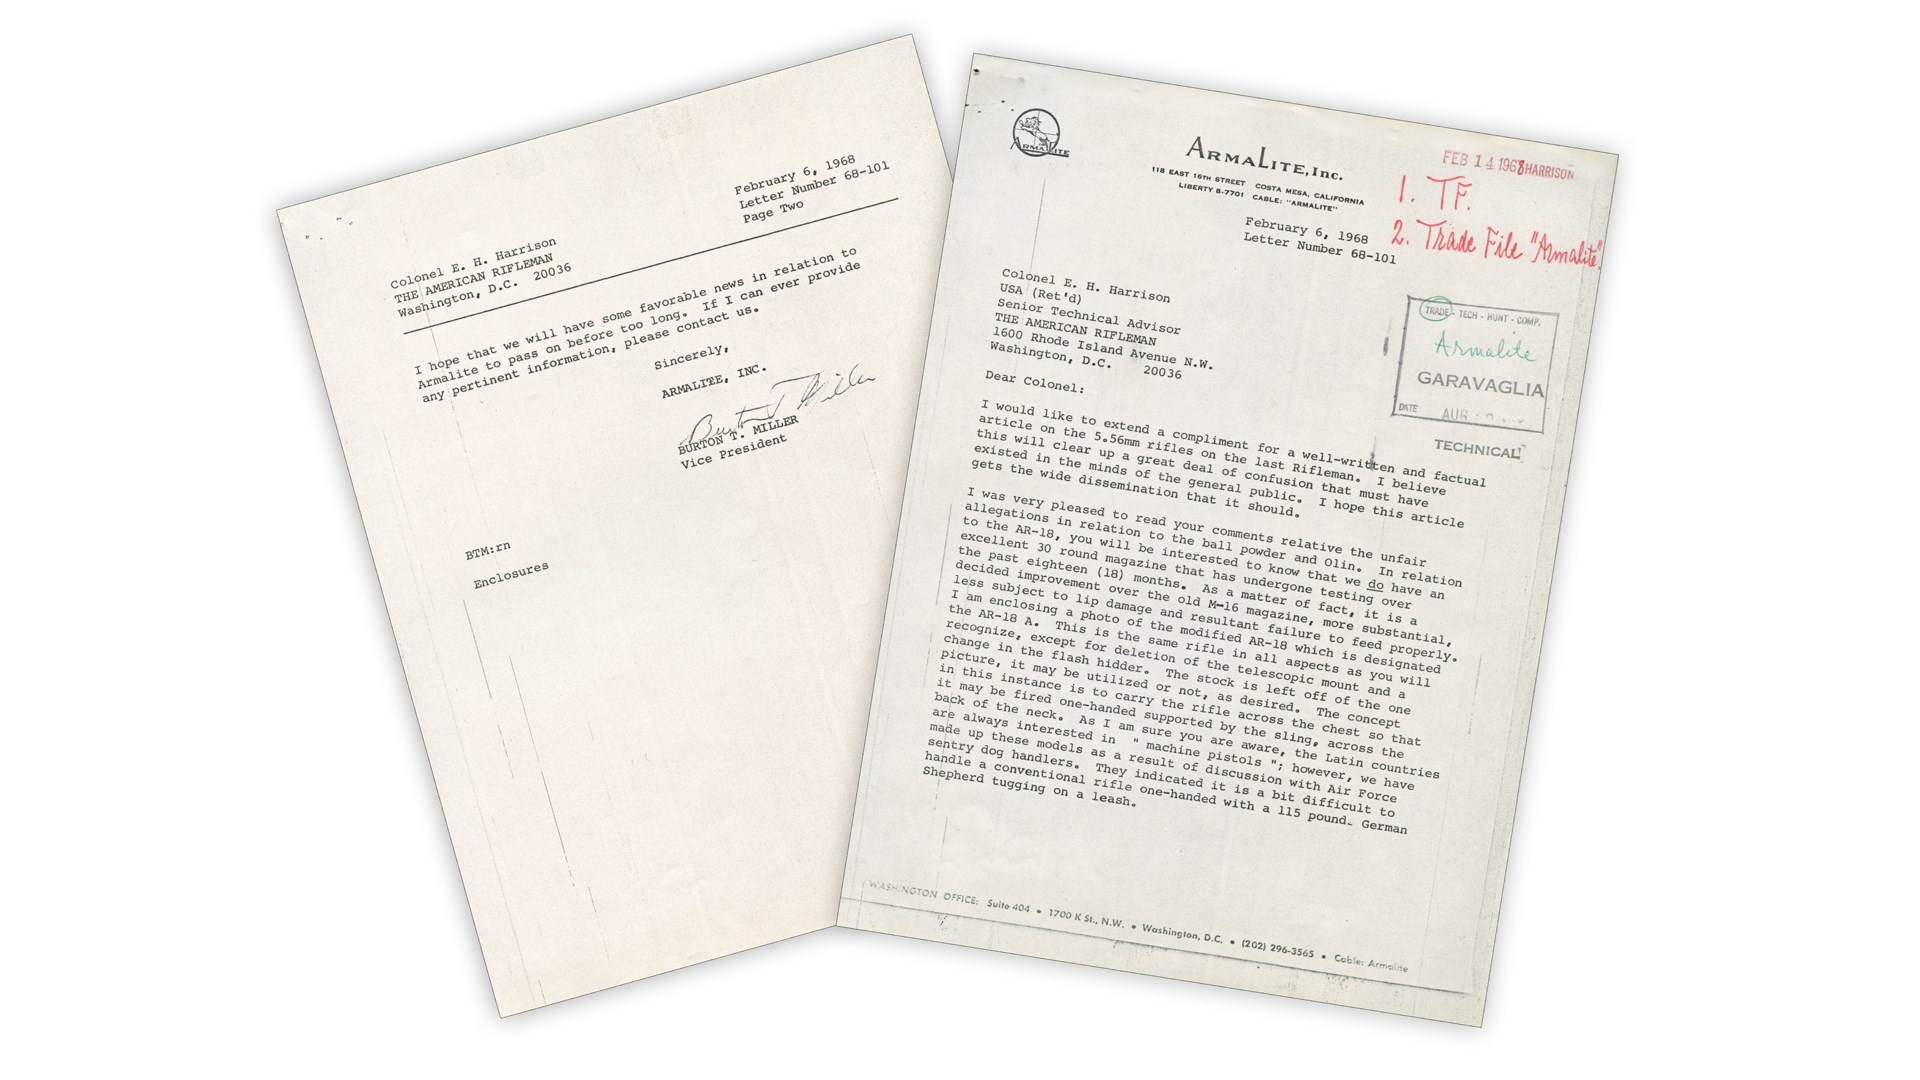 February 6, 1968
Letter Number 68-101
Page Two
Colonel E. H. Harrison
THE AMERICAN RIFLEMAN
Washington, D.C. 20036
I hope that we will have some favorable news in relation to
Armalite to pass on before too long. If I can ever provide
any pertinent information, please contact us.
Sincerely,
ARMALITE, INC.
Burton T Miller
BURTON T. MILLER
Vice President
BTM:rn
Enclosures
ARMALITE
ARMALITE, INC.
118 EAST 16TH STREET COSTA MESA, CALIFORNIA
LIBERTY 8-7701 CABLE: "ARMALITE"
FEB 14 1968 HARRISON
1. TF.
2. Trade File "Armalite".
February 6, 1968
Letter Number 68-101
Colonel E. H. Harrison
USA (Ret'd)
Senior Technical Advisor
THE AMERICAN RIFLEMAN
1600 Rhode Island Avenue N.W.
Washington, D.C. 20036
TRADE - TECH - HUNT - COMP.
Armalite
GARAVAGLIA
DATE AUG
TECHNICAL
Dear Colonel:
I would like to extend a compliment for a well-written and factual
article on the 5.56mm rifles on the last Rifleman. I believe
this will clear up a great deal of confusion that must have
existed in the minds of the general public. I hope this article
gets the wide dissemination that it should.
I was very pleased to read your comments relative the unfair
allegations in relation to the ball powder and Olin. In relation
to the AR-18, you will be interested to know that we do have an
excellent 30 round magazine that has undergone testing over
the past eighteen (18) months. As a matter of fact, it is a
decided improvement over the old M-16 magazine, more substantial,
less subject to lip damage and resultant failure to feed properly.
I am enclosing a photo of the modified AR-18 which is designated
the AR-18 A. This is the same rifle in all aspects as you will
recognize, except for deletion of the telescopic mount and a
change in the flash hidder. The stock is left off of the one
picture, it may be utilized or not, as desired. The concept
in this instance is to carry the rifle across the chest so that
it may be fired one-handed supported by the sling, across the
back of the neck. As I am sure you are aware, the Latin countries
are always interested in " machine pistols "; however, we have
made up these models as a result of discussion with Air Force
sentry dog handlers. They indicated it is a bit difficult to
handle a conventional rifle one-handed with a 115 pound German
Shepherd tugging on a leash.
WASHINGTON OFFICE: Suite 404 • 1700 K St., N.W. • Washington, D.C. • (202) 296-3565 • Cable: Armalite